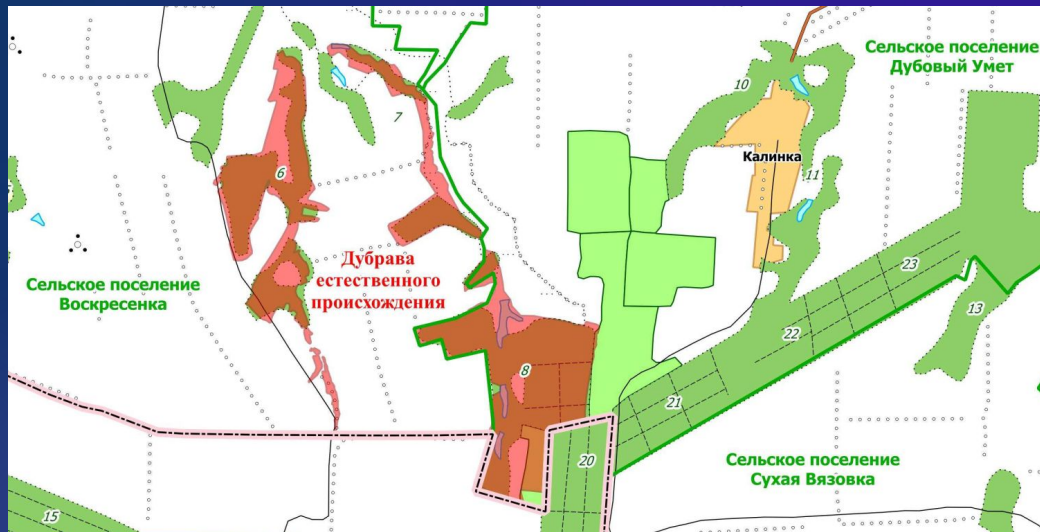 Сельское поселение
Дубовый Умет
10
7
Калинка
6
11
Дубрава
естественного
происхождения
23
Сельское поселение
Воскресенка
13
22
8
21
20
Сельское поселение
Сухая Вязовка
15